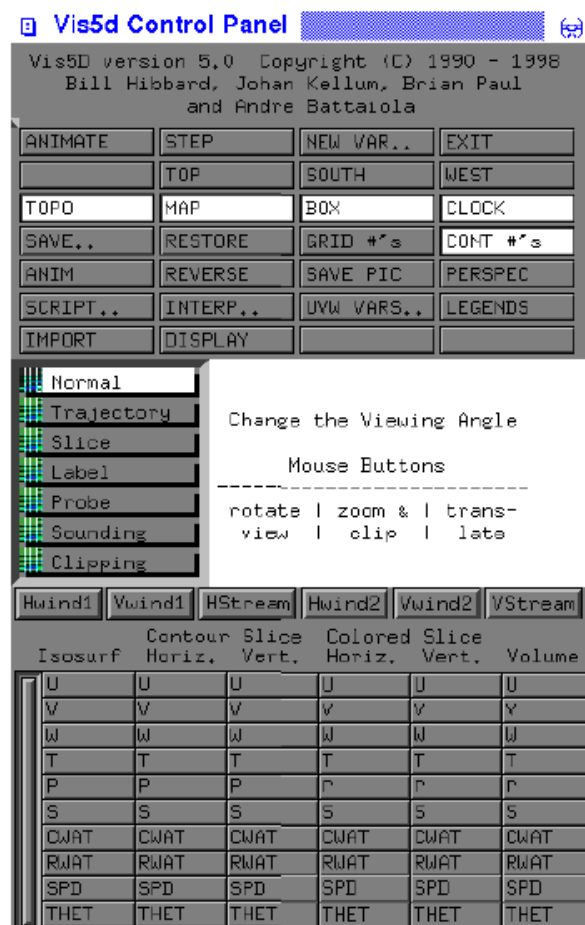 Vis5d Control Panel
Vis5D version 5.0 Copyright (C) 1990 - 1998
Bill Hibbard, Johan Kellum, Brian Paul
and Andre Battaiola
ANIMATE STEP NEW VAR.. EXIT
TOP SOUTH WEST
TOPO MAP BOX CLOCK
SAVE.. RESTORE GRID #'s CONT #'s
ANIM REVERSE SAVE PIC PERSPEC
SCRIPT.. INTERP.. UVW VARS.. LEGENDS
IMPORT DISPLAY
Normal
Trajectory
Slice
Label
Probe
Sounding
Clipping
Change the Viewing Angle
Mouse Buttons
--------------------------
rotate | zoom & | trans-
view | clip | late
Hwind1 Vwind1 HStream Hwind2 Vwind2 VStream
Contour Slice Colored Slice
Isosurf Horiz. Vert. Horiz. Vert. Volume
U U U U U U
V V V V V V
W W W W W W
T T T T T T
P P P P P P
S S S S S S
CWAT CWAT CWAT CWAT CWAT CWAT
RWAT RWAT RWAT RWAT RWAT RWAT
SPD SPD SPD SPD SPD SPD
THET THET THET THET THET THET